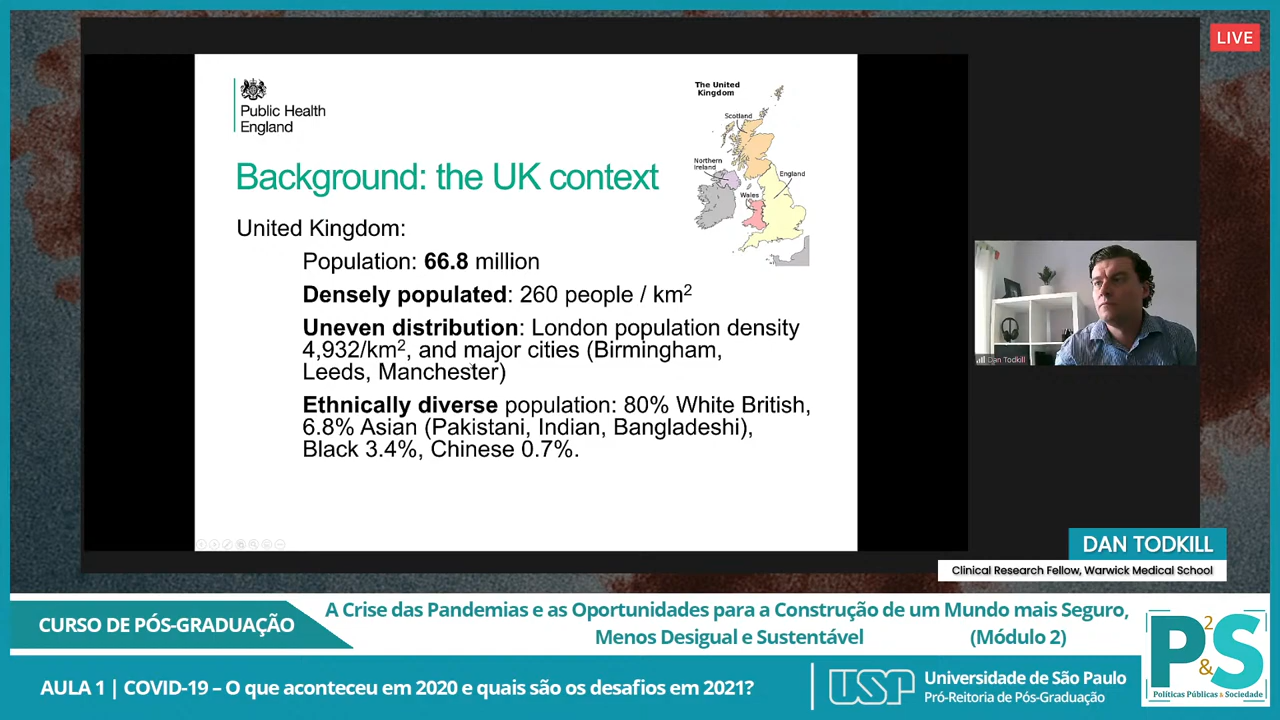 LIVE
Public Health
England
The United
Kingdom
Scotland
Northern
Ireland
England
Wales
Background: the UK context
United Kingdom:
Population: 66.8 million
Densely populated: 260 people / km²
Uneven distribution: London population density
4,932/km², and major cities (Birmingham,
Leeds, Manchester)
Ethnically diverse population: 80% White British,
6.8% Asian (Pakistani, Indian, Bangladeshi),
Black 3.4%, Chinese 0.7%.
Dan Todkill
DAN TODKILL
Clinical Research Fellow, Warwick Medical School
CURSO DE PÓS-GRADUAÇÃO
A Crise das Pandemias e as Oportunidades para a Construção de um Mundo mais Seguro,
Menos Desigual e Sustentável (Módulo 2)
AULA 1 | COVID-19 – O que aconteceu em 2020 e quais são os desafios em 2021?
USP
Universidade de São Paulo
Pró-Reitoria de Pós-Graduação
P²&S
Políticas Públicas & Sociedade